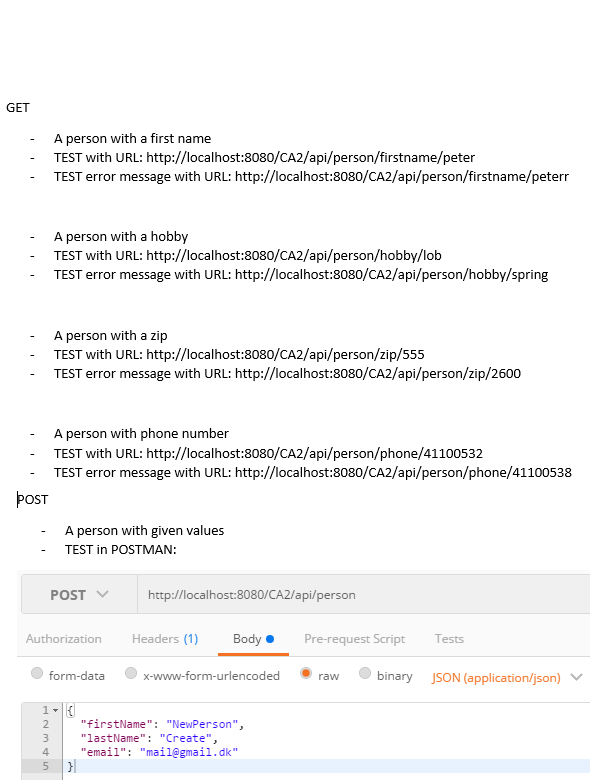 GET
- A person with a first name
- TEST with URL: http://localhost:8080/CA2/api/person/firstname/peter
- TEST error message with URL: http://localhost:8080/CA2/api/person/firstname/peterr
- A person with a hobby
- TEST with URL: http://localhost:8080/CA2/api/person/hobby/lob
- TEST error message with URL: http://localhost:8080/CA2/api/person/hobby/spring
- A person with a zip
- TEST with URL: http://localhost:8080/CA2/api/person/zip/555
- TEST error message with URL: http://localhost:8080/CA2/api/person/zip/2600
- A person with phone number
- TEST with URL: http://localhost:8080/CA2/api/person/phone/41100532
- TEST error message with URL: http://localhost:8080/CA2/api/person/phone/41100538
POST
- A person with given values
- TEST in POSTMAN:
POST http://localhost:8080/CA2/api/person
Authorization Headers (1) Body Pre-request Script Tests
form-data x-www-form-urlencoded raw binary JSON (application/json)
1 {
2 "firstName": "NewPerson",
3 "lastName": "Create",
4 "email": "mail@gmail.dk"
5 }